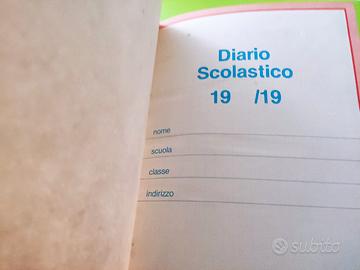 Diario
Scolastico
19 /19
nome
scuola
classe
indirizzo
subito